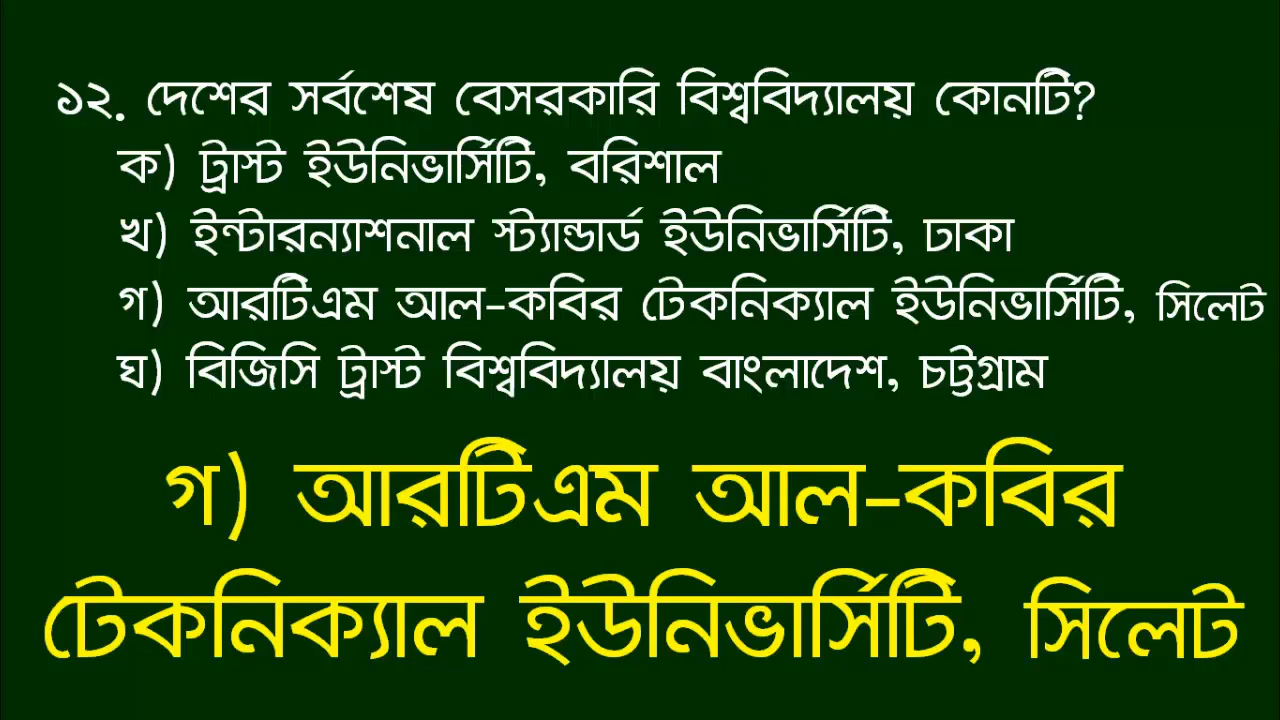 ১২. দেশের সর্বশেষ বেসরকারি বিশ্ববিদ্যালয় কোনটি?
ক) ট্রাস্ট ইউনিভার্সিটি, বরিশাল
খ) ইন্টারন্যাশনাল স্ট্যান্ডার্ড ইউনিভার্সিটি, ঢাকা
গ) আরটিএম আল-কবির টেকনিক্যাল ইউনিভার্সিটি, সিলেট
ঘ) বিজিসি ট্রাস্ট বিশ্ববিদ্যালয় বাংলাদেশ, চট্টগ্রাম
গ) আরটিএম আল-কবির
টেকনিক্যাল ইউনিভার্সিটি, সিলেট